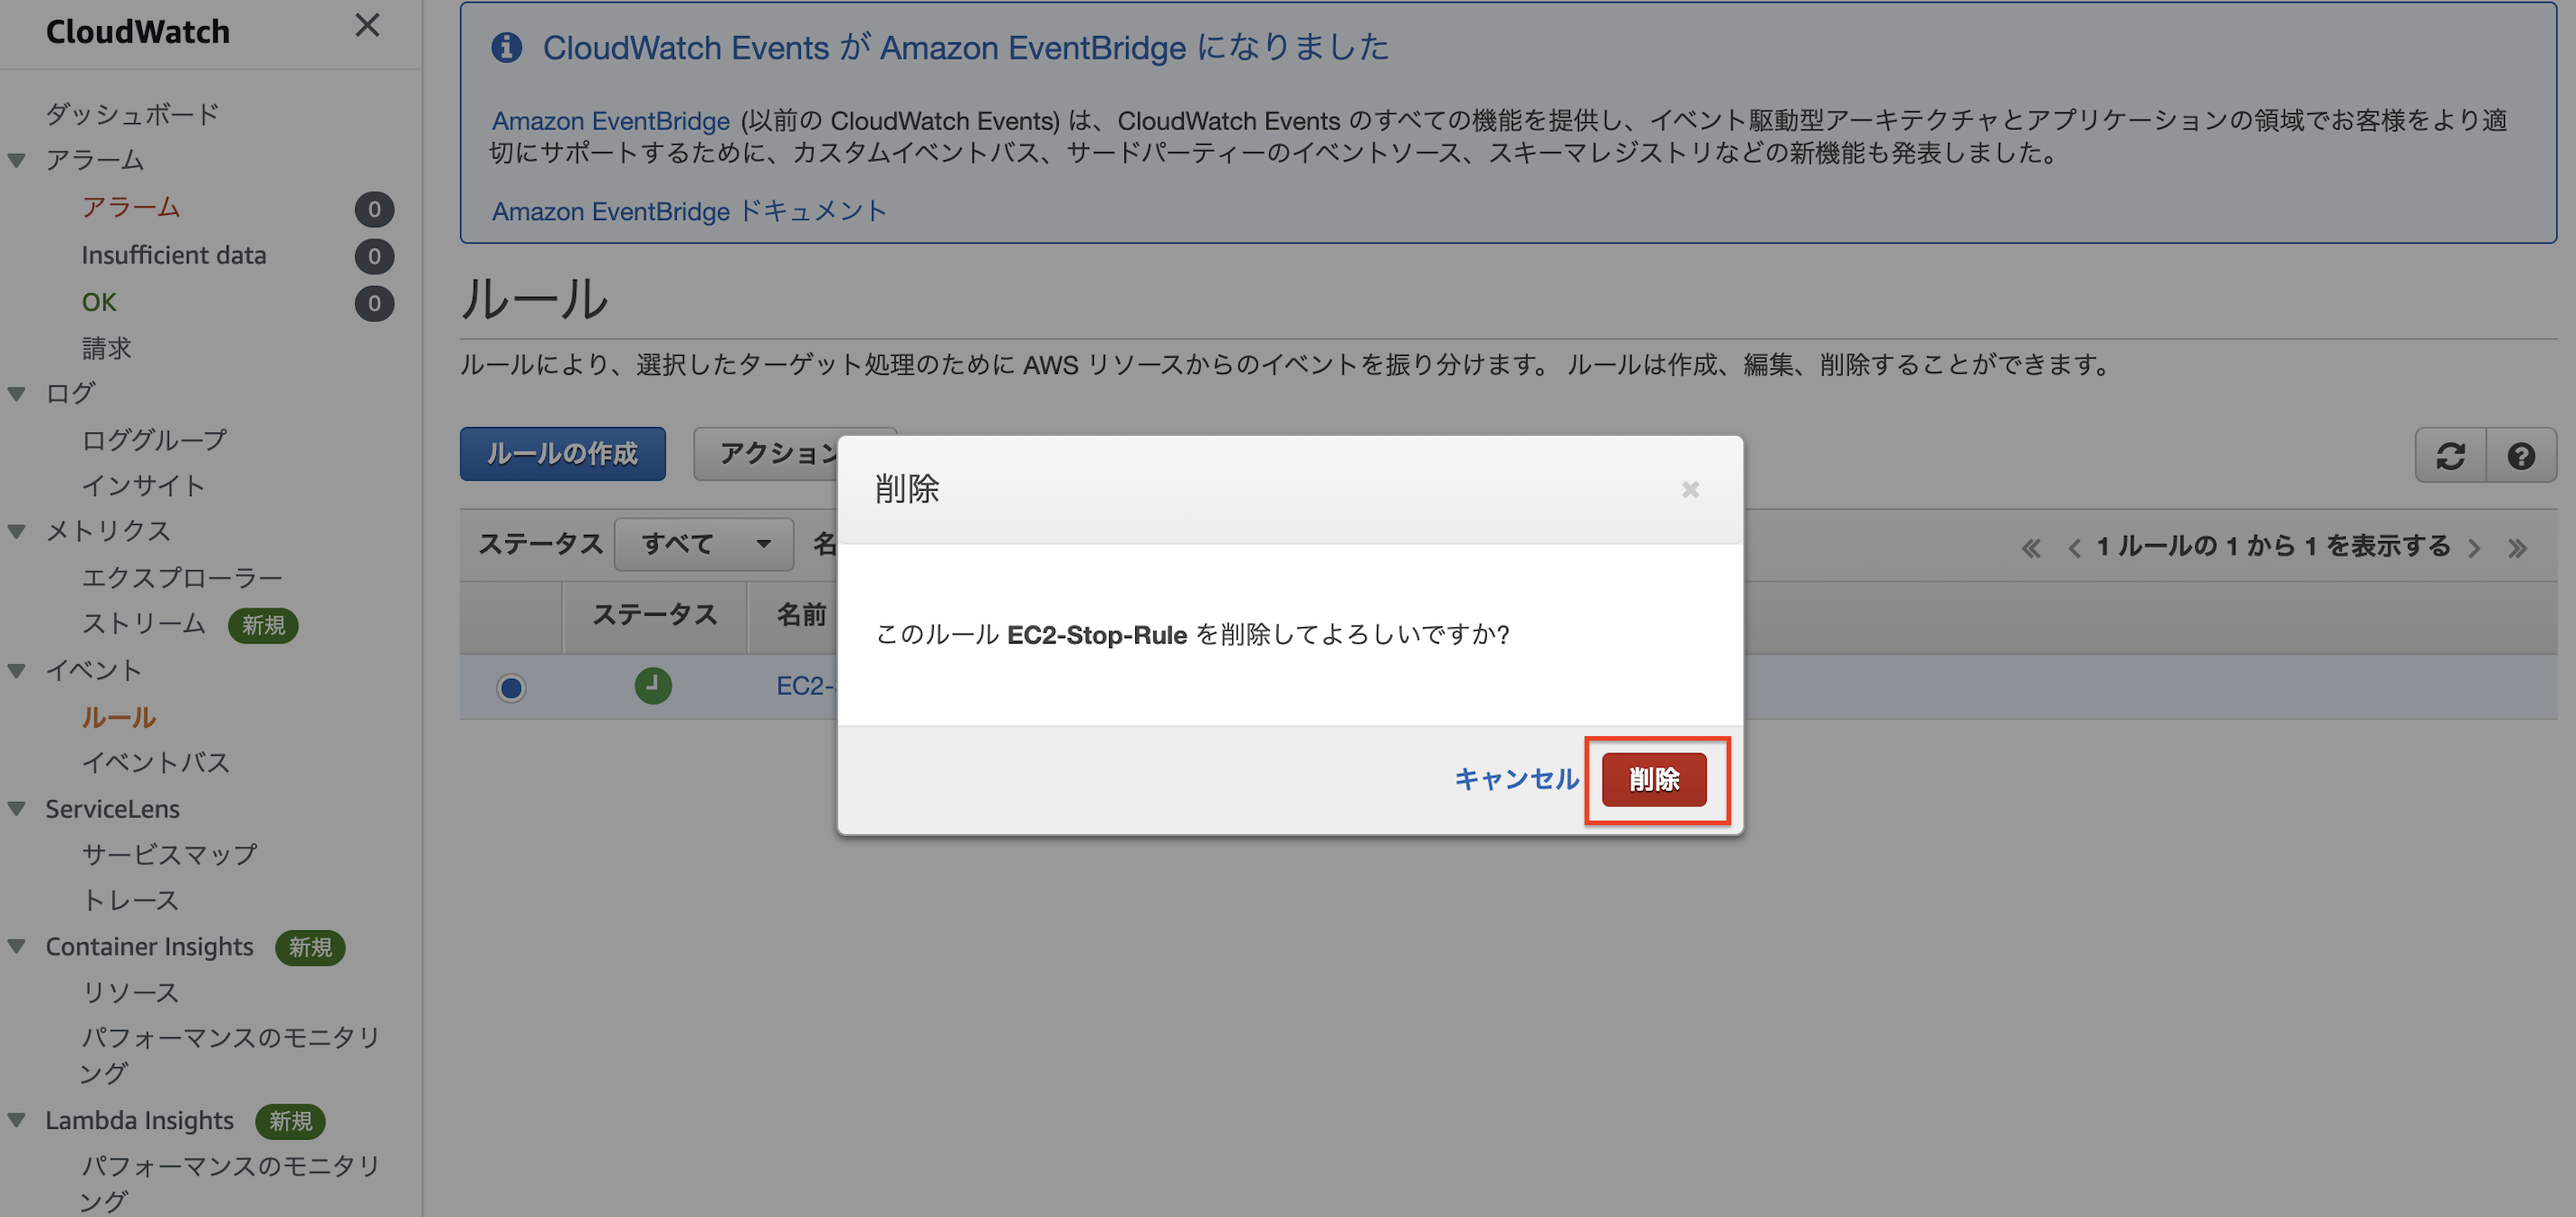 CloudWatch
ダッシュボード
アラーム
アラーム 0
Insufficient data 0
OK 0
請求
ログ
ロググループ
インサイト
メトリクス
エクスプローラー
ストリーム 新規
イベント
ルール
イベントバス
ServiceLens
サービスマップ
トレース
Container Insights 新規
リソース
パフォーマンスのモニタリ
ング
Lambda Insights 新規
パフォーマンスのモニタリ
ング
CloudWatch Events が Amazon EventBridge になりました
Amazon EventBridge (以前の CloudWatch Events) は、CloudWatch Events のすべての機能を提供し、イベント駆動型アーキテクチャとアプリケーションの領域でお客様をより適
切にサポートするために、カスタムイベントバス、サードパーティーのイベントソース、スキーマレジストリなどの新機能も発表しました。
Amazon EventBridge ドキュメント
ルール
ルールにより、選択したターゲット処理のために AWS リソースからのイベントを振り分けます。 ルールは作成、編集、削除することができます。
ルールの作成 アクション
ステータス すべて 名 1 ルールの 1 から 1 を表示する
ステータス 名前
EC2-
削除
このルール EC2-Stop-Rule を削除してよろしいですか?
キャンセル 削除